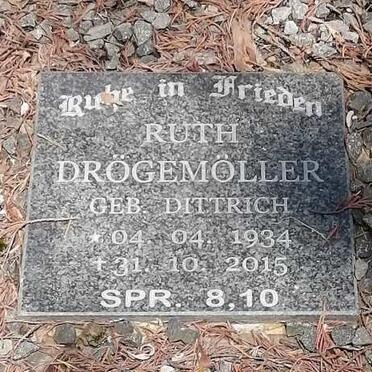 Ruhe in Frieden
RUTH
DRÖGEMÖLLER
GEB. DITTRICH
* 04. 04. 1934
+ 31. 10. 2015
SPR. 8,10